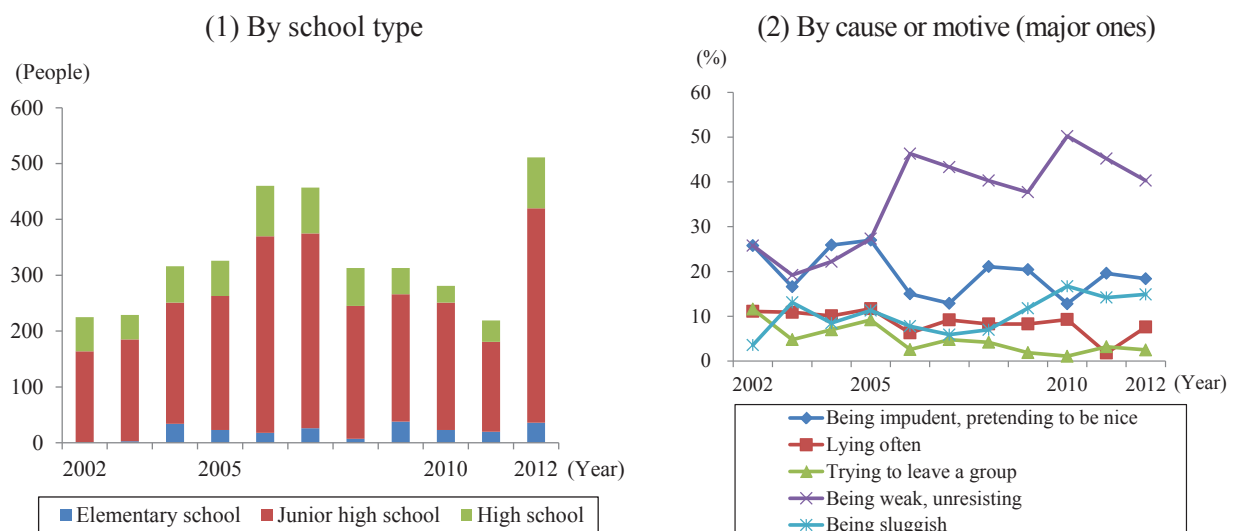 (1) By school type
(People)
600
500
400
300
200
100
0
2002 2005 2010 2012 (Year)
Elementary school Junior high school High school
(2) By cause or motive (major ones)
(%)
60
50
40
30
20
10
0
2002 2005 2010 2012 (Year)
Being impudent, pretending to be nice
Lying often
Trying to leave a group
Being weak, unresisting
Being sluggish